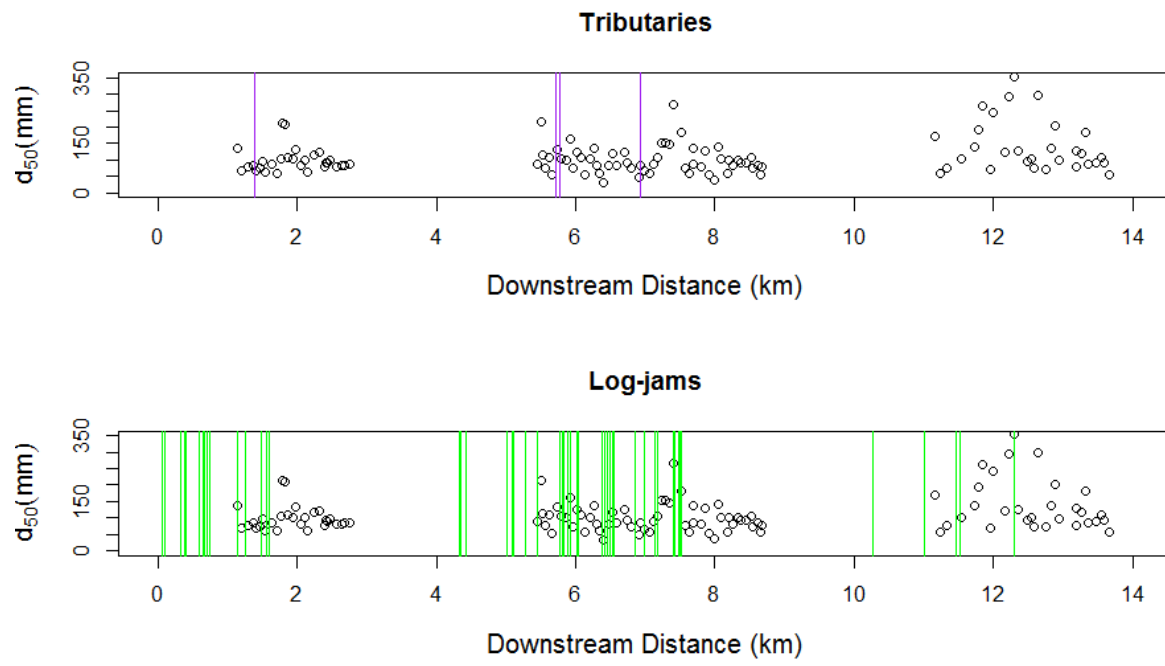 Tributaries
d50(mm)
350
150
0
0 2 4 6 8 10 12 14
Downstream Distance (km)
Log-jams
d50(mm)
350
150
0
0 2 4 6 8 10 12 14
Downstream Distance (km)